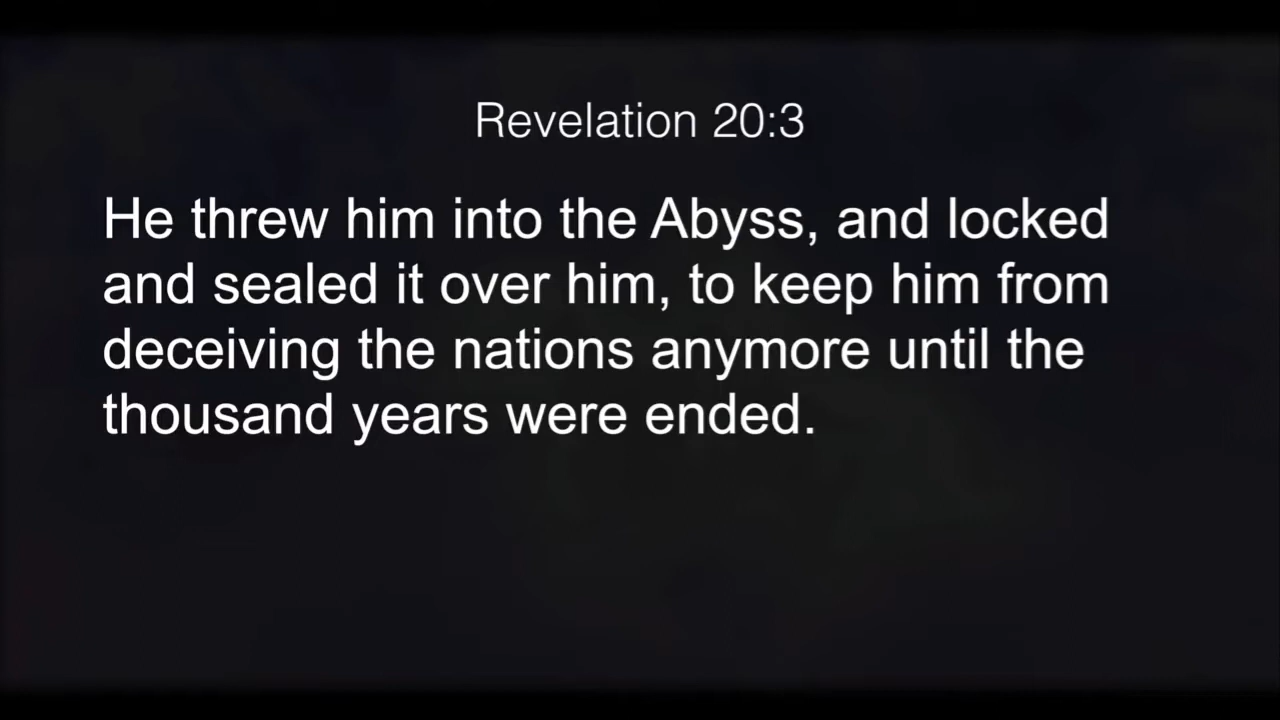 Revelation 20:3
He threw him into the Abyss, and locked
and sealed it over him, to keep him from
deceiving the nations anymore until the
thousand years were ended.